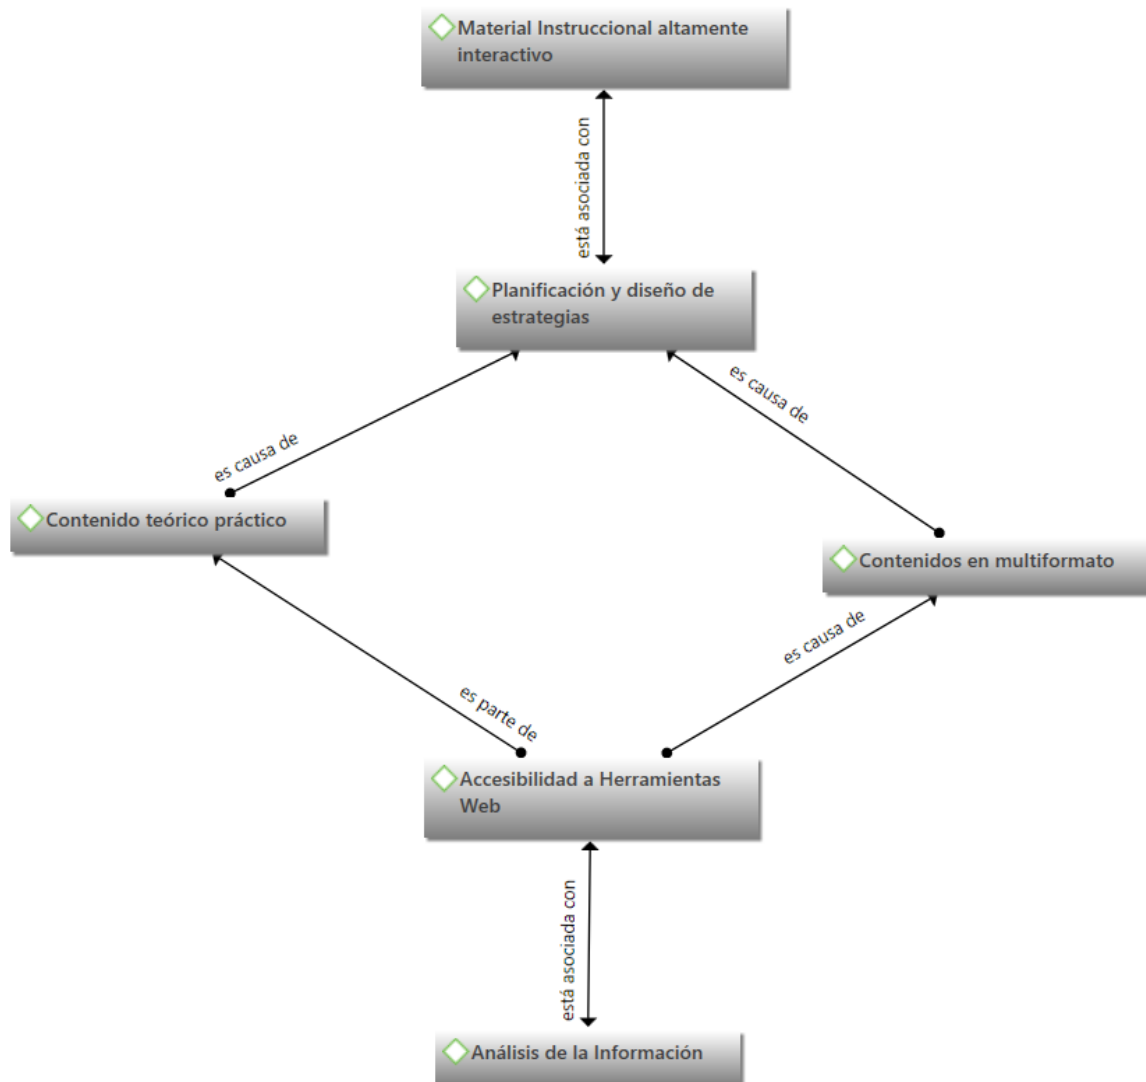 Material Instruccional altamente
interactivo
está asociada con
Planificación y diseño de
estrategias
es causa de
es causa de
Contenido teórico práctico
Contenidos en multiformato
es parte de
es causa de
Accesibilidad a Herramientas
Web
está asociada con
Análisis de la Información